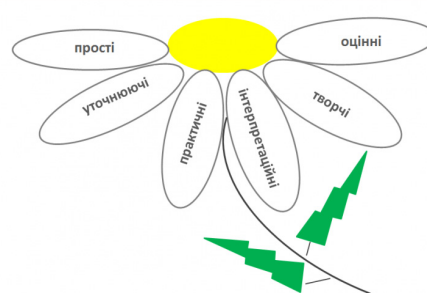 прості
уточнюючі
практичні
інтерпретаційні
творчі
оцінні